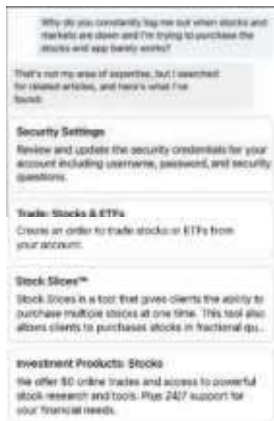 Why do you constantly log me out when stocks and
markets are down and I'm trying to purchase the
stocks and app barely works?
That's not my area of expertise, but I searched
for related articles, and here's what I've
found:
Security Settings
Review and update the security credentials for your
account including username, password, and security
questions.
Trade: Stocks & ETFs
Create an order to trade stocks or ETFs from
your account.
Stock Slices™
Stock Slices is a tool that gives clients the ability to
purchase multiple stocks at one time. This tool also
allows clients to purchases stocks in fractional qu...
Investment Products: Stocks
We offer $0 online trades and access to powerful
stock research and tools. Plus 24/7 support for
your financial needs.